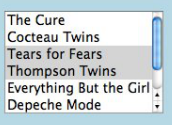 The Cure
Cocteau Twins
Tears for Fears
Thompson Twins
Everything But the Girl
Depeche Mode